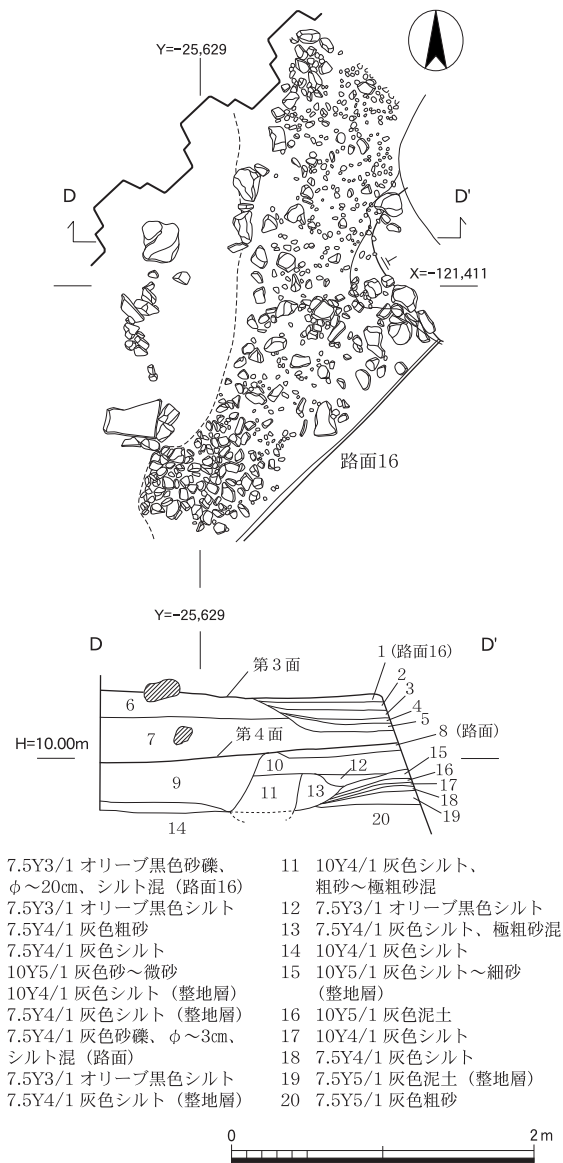 Y=-25,629
D
D'
X=-121,411
路面16
Y=-25,629
D
D'
1 (路面16)
第3面
2
3
4
5
6
7
8 (路面)
H=10.00m
第4面
9
10
11
12
13
14
15
16
17
18
19
20
7.5Y3/1 オリーブ黒色砂礫、
φ～20㎝、シルト混（路面16）
7.5Y3/1 オリーブ黒色シルト
7.5Y4/1 灰色粗砂
7.5Y4/1 灰色シルト
10Y5/1 灰色砂～微砂
10Y4/1 灰色シルト（整地層）
7.5Y4/1 灰色シルト（整地層）
7.5Y4/1 灰色砂礫、φ～3㎝、
シルト混（路面）
7.5Y3/1 オリーブ黒色シルト
7.5Y4/1 灰色シルト（整地層）
11 10Y4/1 灰色シルト、
粗砂～極粗砂混
12 7.5Y3/1 オリーブ黒色シルト
13 7.5Y4/1 灰色シルト、極粗砂混
14 10Y4/1 灰色シルト
15 10Y5/1 灰色シルト～細砂
（整地層）
16 10Y5/1 灰色泥土
17 10Y4/1 灰色シルト
18 7.5Y4/1 灰色シルト
19 7.5Y5/1 灰色泥土（整地層）
20 7.5Y5/1 灰色粗砂
0
2m